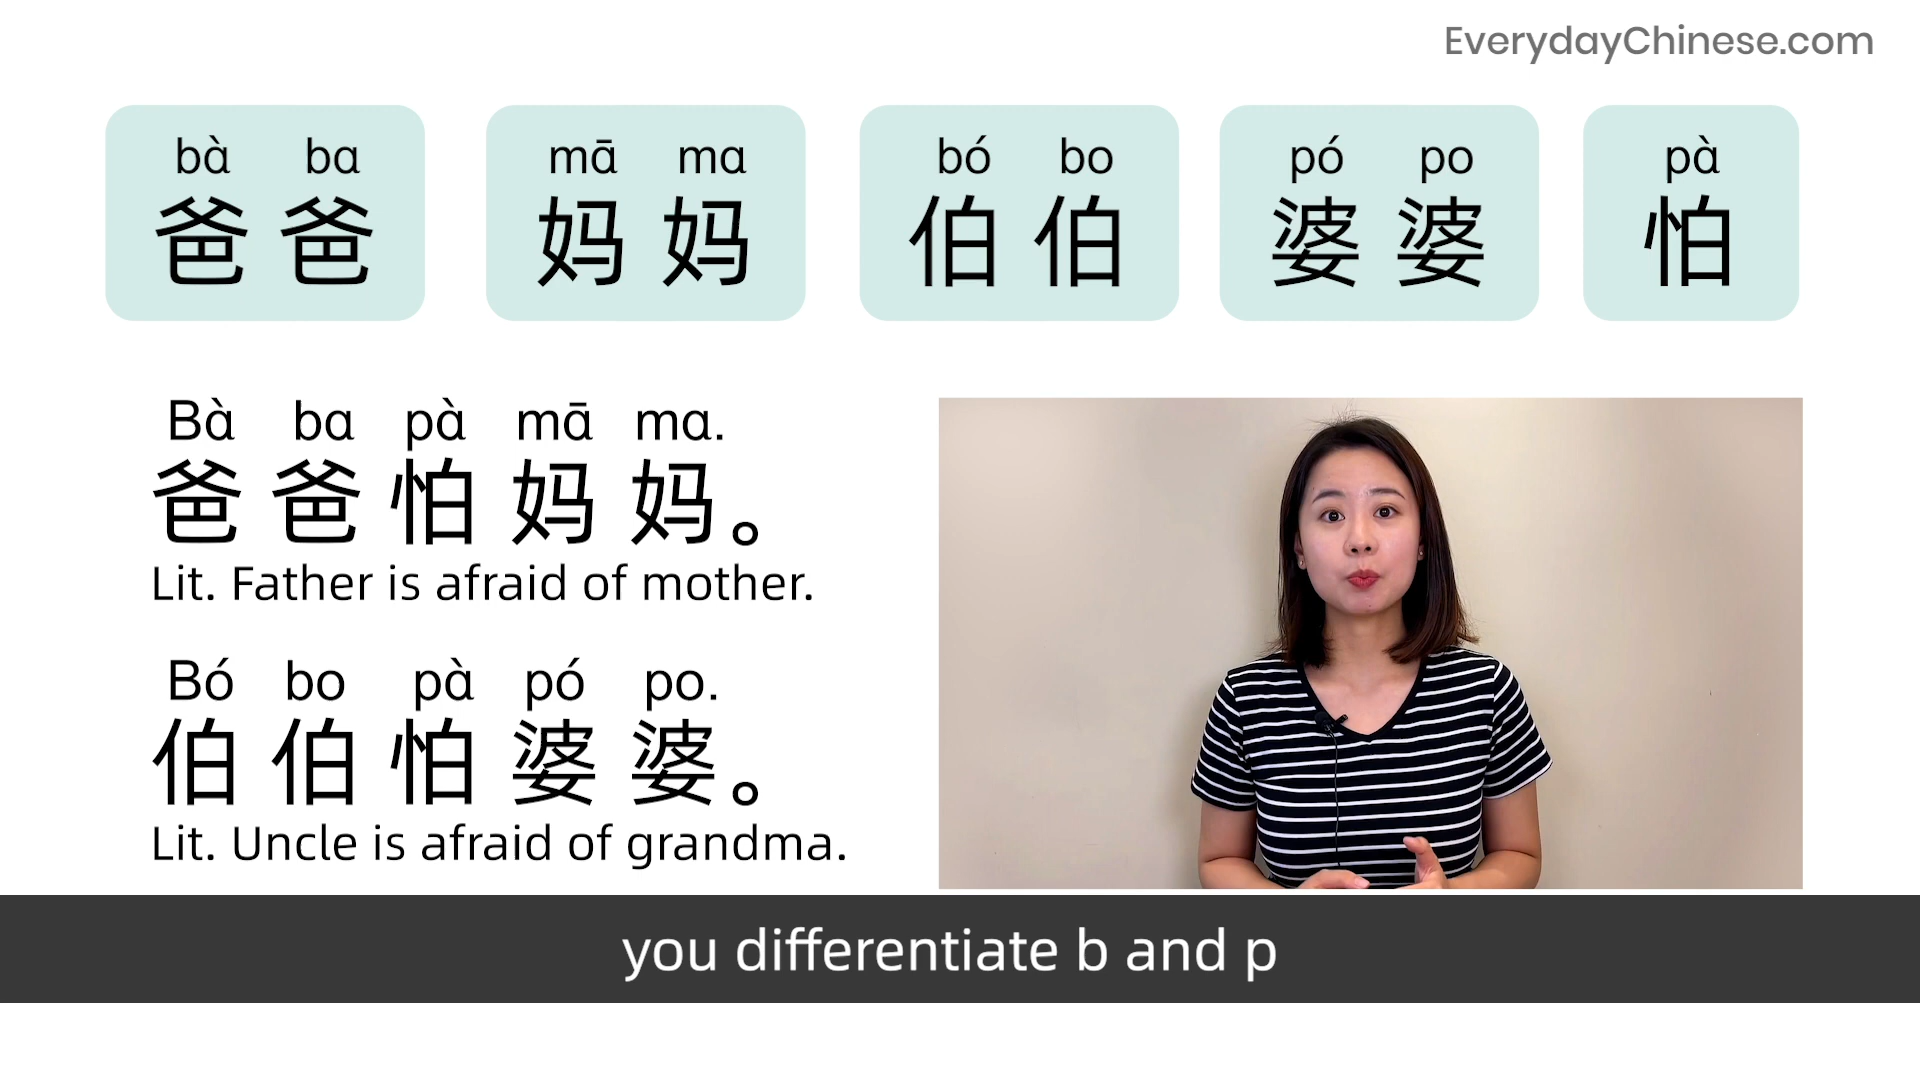 EverydayChinese.com
bà ba mā ma bó bo pó po pà
爸爸 妈妈 伯伯 婆婆 怕
Bà ba pà mā ma.
爸爸怕妈妈。
Lit. Father is afraid of mother.
Bó bo pà pó po.
伯伯怕婆婆。
Lit. Uncle is afraid of grandma.
you differentiate b and p